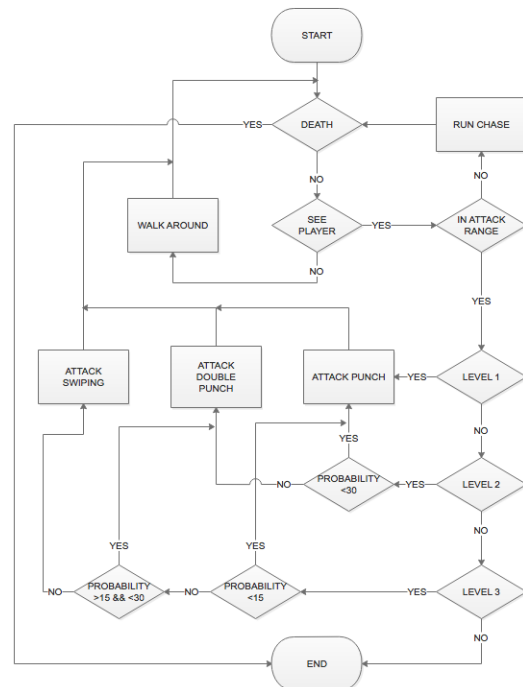 START
YES
DEATH
RUN CHASE
NO
NO
WALK AROUND
SEE
PLAYER
YES
IN ATTACK
RANGE
NO
YES
ATTACK
SWIPING
ATTACK
DOUBLE
PUNCH
ATTACK PUNCH
YES
LEVEL 1
YES
NO
NO
PROBABILITY
<30
YES
LEVEL 2
YES
YES
NO
NO
PROBABILITY
>15 && <30
NO
PROBABILITY
<15
YES
LEVEL 3
NO
END